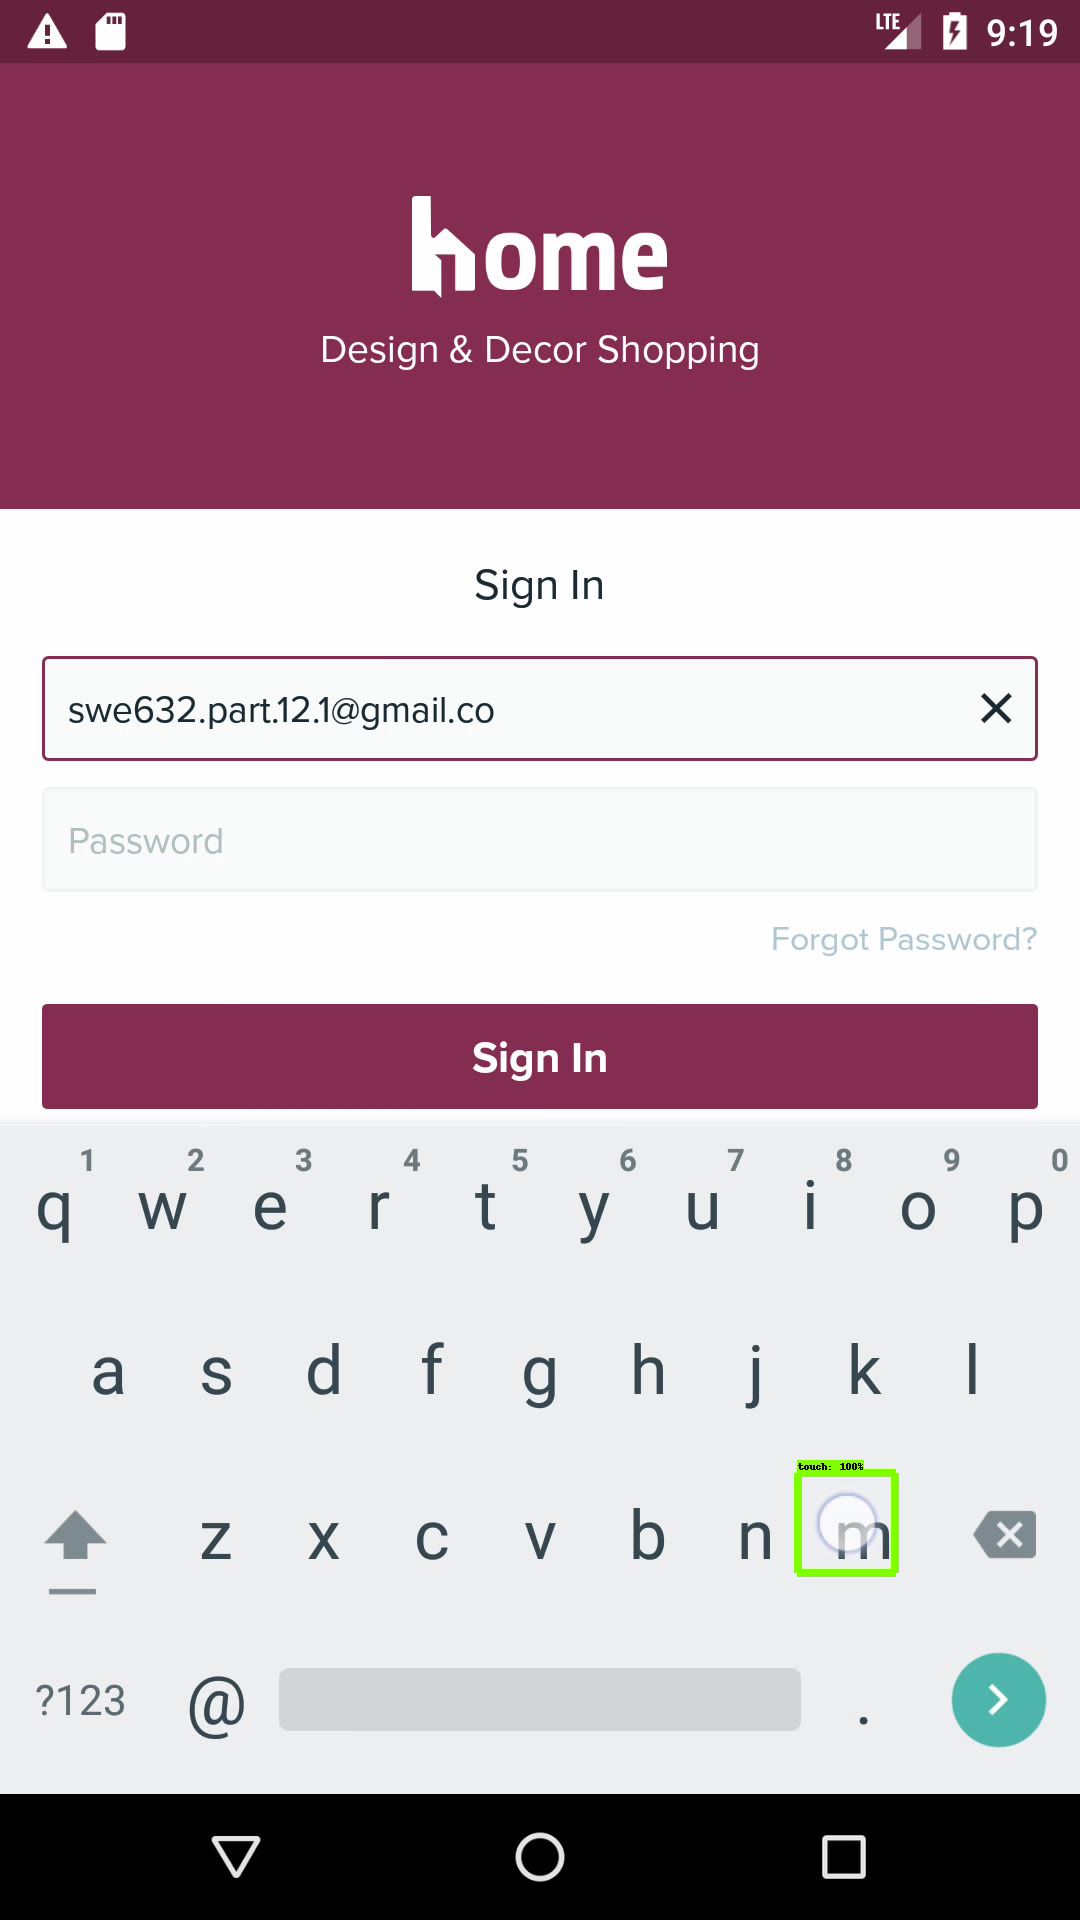 LTE 9:19
home
Design & Decor Shopping
Sign In
swe632.part.12.1@gmail.co
Password
Forgot Password?
Sign In
1 2 3 4 5 6 7 8 9 0
q w e r t y u i o p
a s d f g h j k l
touch: 100%
z x c v b n m
?123 @ .